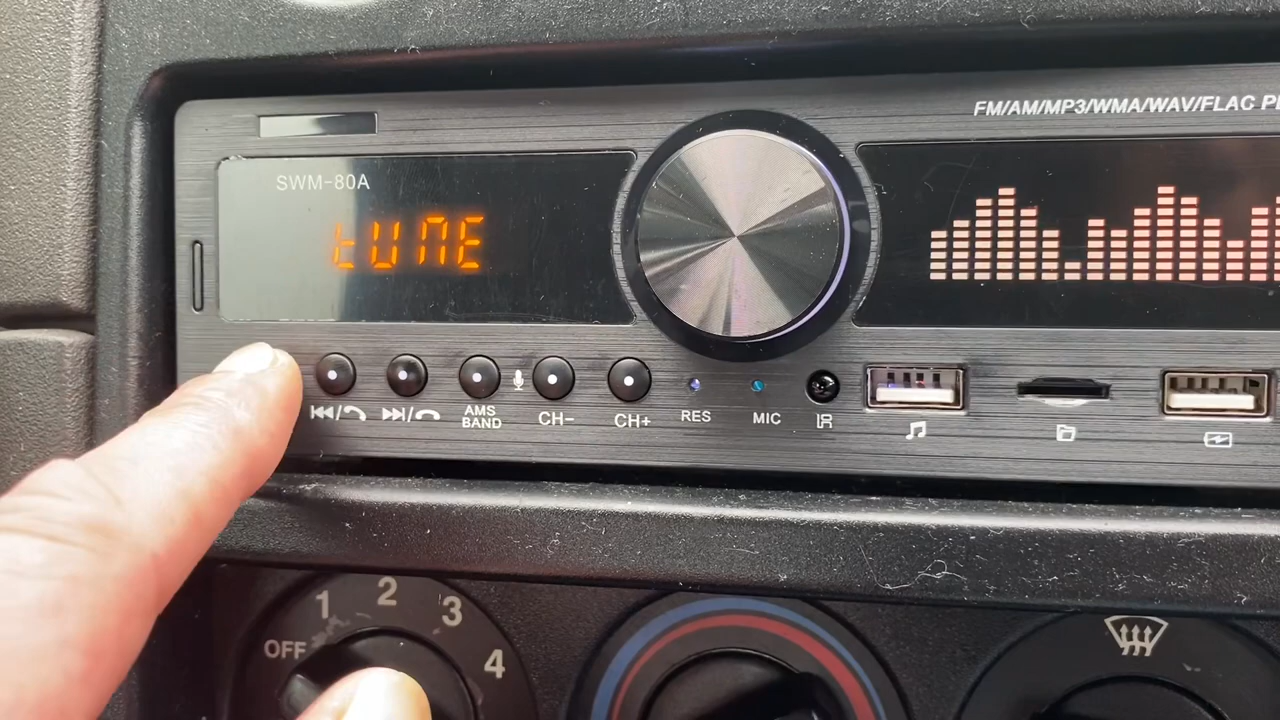 FM/AM/MP3/WMA/WAV/FLAC
SWM-80A
tUNE
AMS
BAND
CH-
CH+
RES
MIC
IR
OFF
1
2
3
4